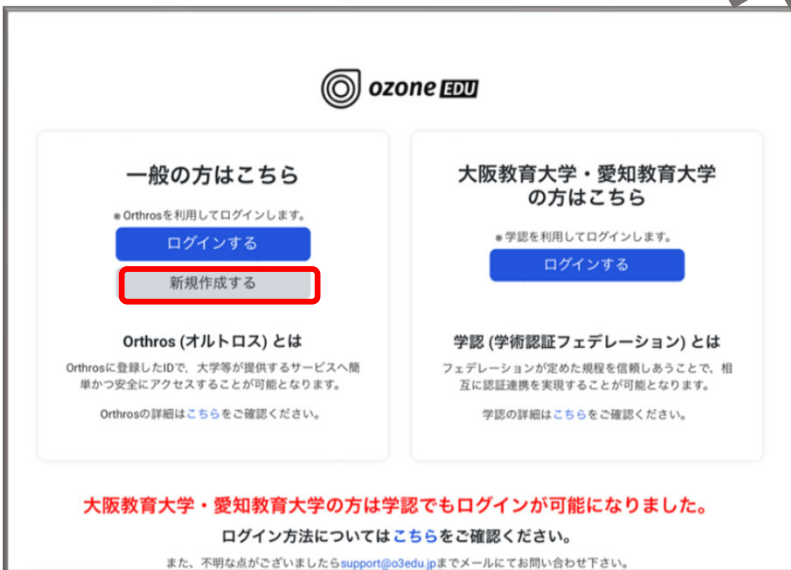 ozone EDU
一般の方はこちら
※Orthrosを利用してログインします。
ログインする
新規作成する
Orthros (オルトロス) とは
Orthrosに登録したIDで、大学等が提供するサービスへ簡
単かつ安全にアクセスすることが可能となります。
Orthrosの詳細はこちらをご確認ください。
大阪教育大学・愛知教育大学
の方はこちら
※学認を利用してログインします。
ログインする
学認 (学術認証フェデレーション) とは
フェデレーションが定めた規程を信頼しあうことで、相
互に認証連携を実現することが可能となります。
学認の詳細はこちらをご確認ください。
大阪教育大学・愛知教育大学の方は学認でもログインが可能になりました。
ログイン方法についてはこちらをご確認ください。
また、不明な点がございましたらsupport@o3edu.jpまでメールにてお問い合わせ下さい。